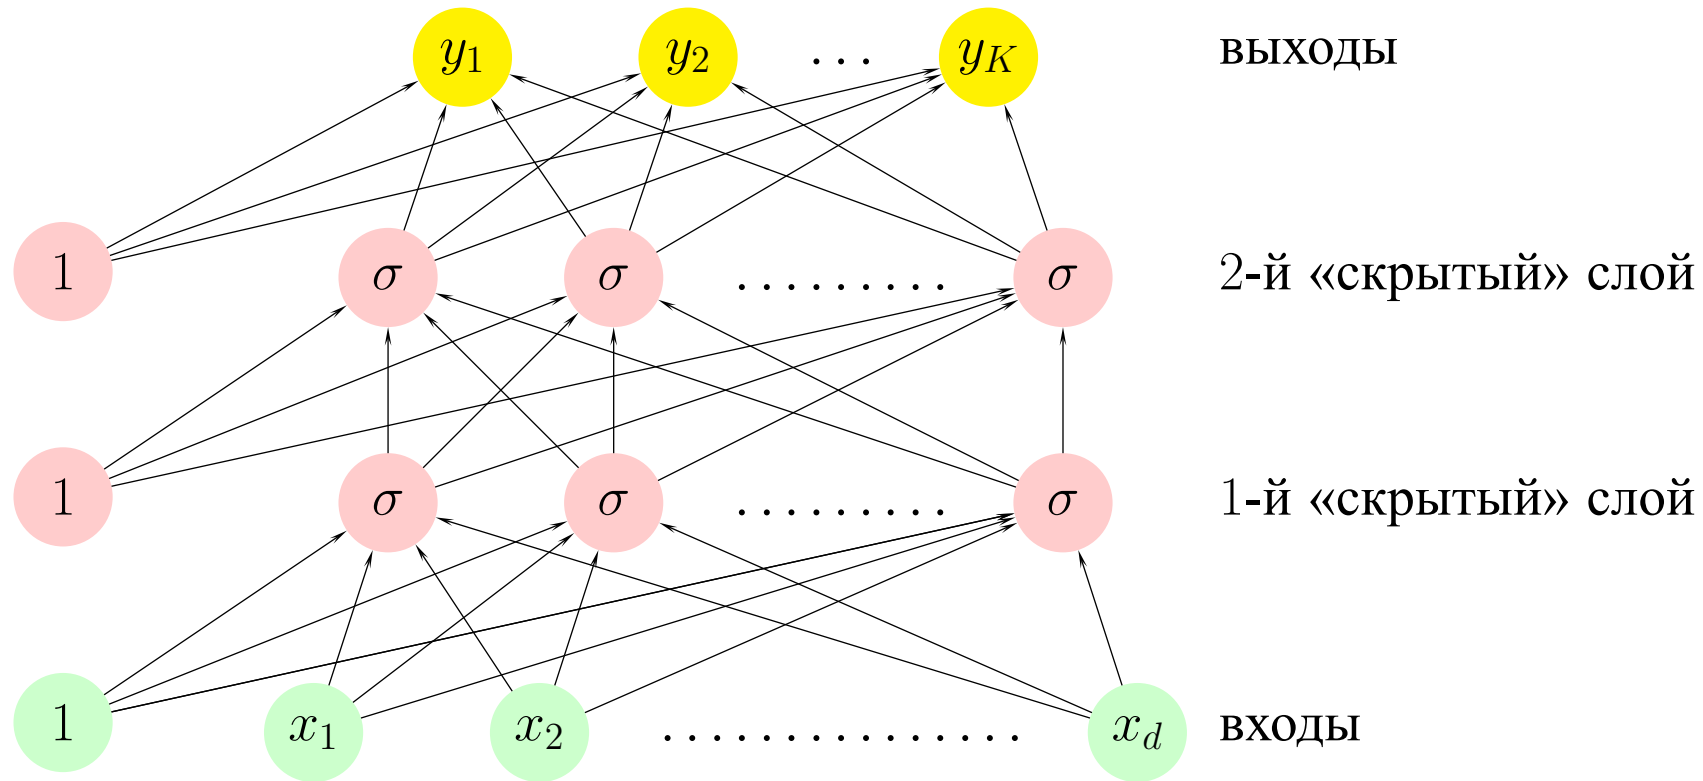 y₁ y₂ ... y_K выходы
1 σ σ ......... σ 2-й «скрытый» слой
1 σ σ ......... σ 1-й «скрытый» слой
1 x₁ x₂ ............... x_d входы